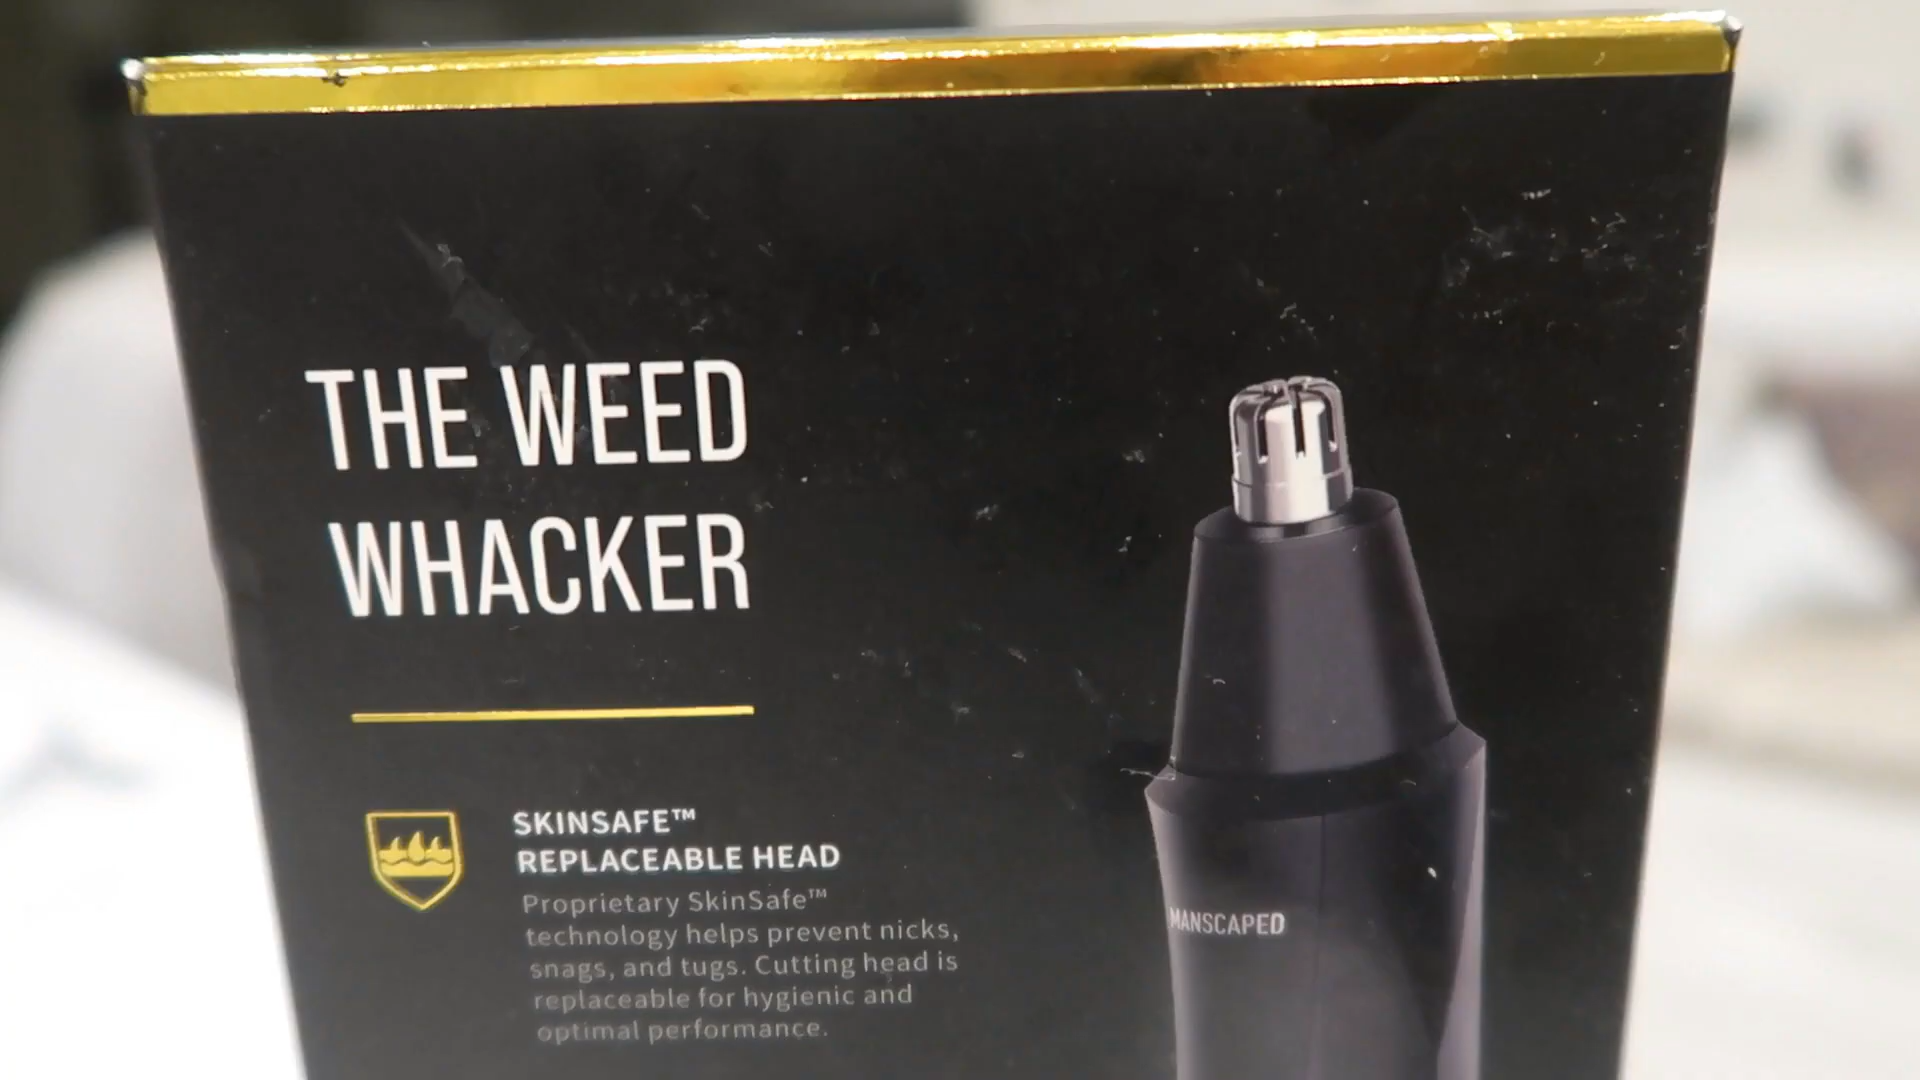 THE WEED
WHACKER
SKINSAFE™
REPLACEABLE HEAD
Proprietary SkinSafe™
technology helps prevent nicks,
snags, and tugs. Cutting head is
replaceable for hygienic and
optimal performance.
MANSCAPED